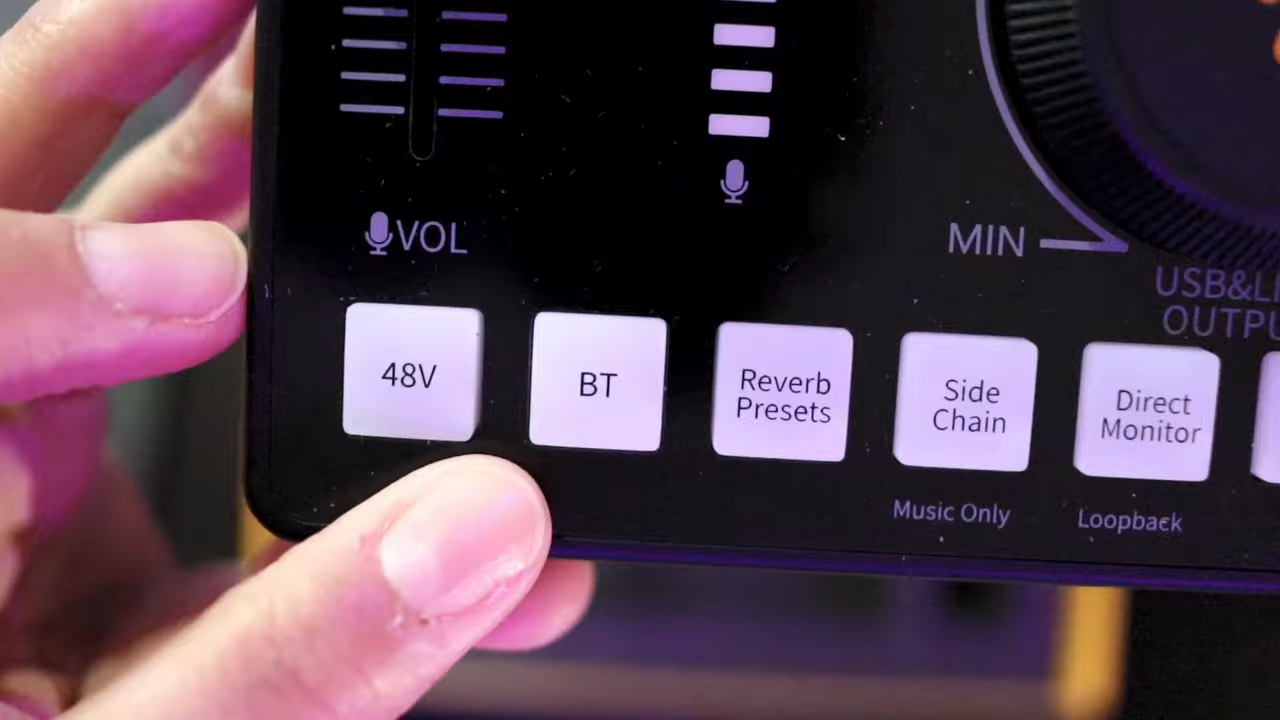 VOL
MIN
USB&LI
OUTPU
48V
BT
Reverb
Presets
Side
Chain
Direct
Monitor
Music Only
Loopback